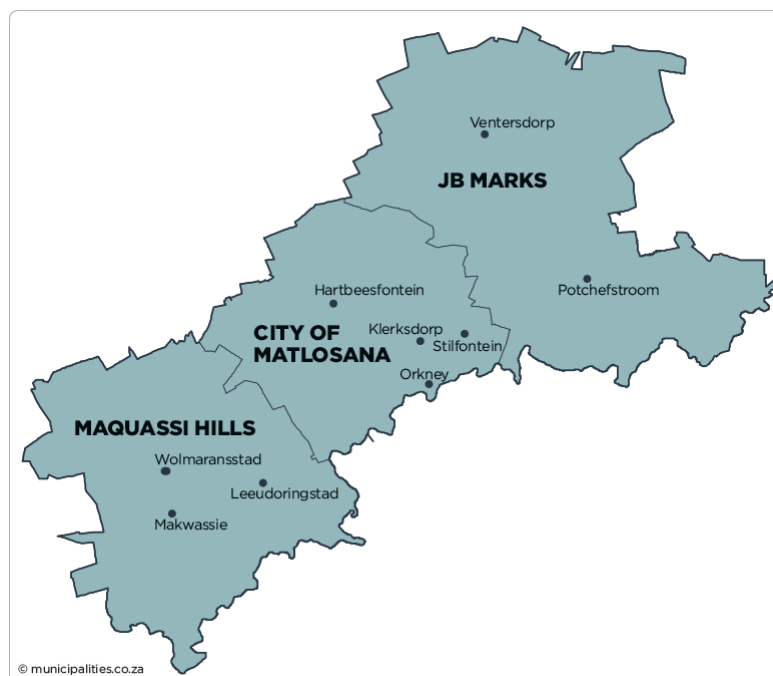 Ventersdorp
JB MARKS
Potchefstroom
Hartbeesfontein
Klerksdorp
CITY OF
MATLOSANA
Stilfontein
Orkney
MAQUASSI HILLS
Wolmaransstad
Leeudoringstad
Makwassie
© municipalities.co.za